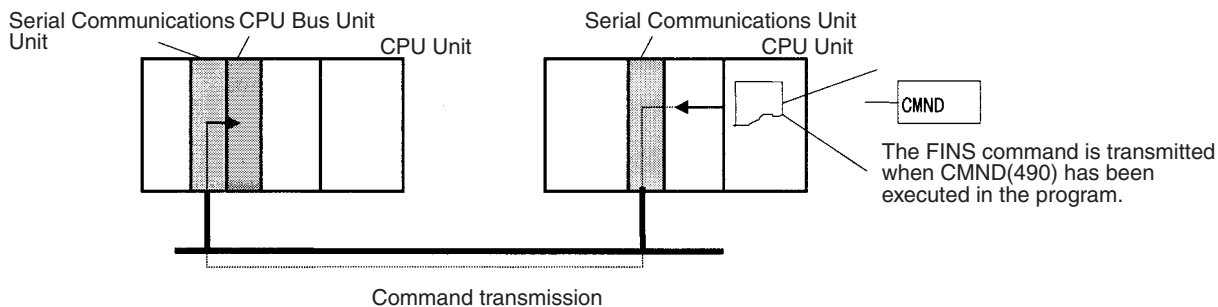 Serial Communications CPU Bus Unit
Unit
CPU Unit
Serial Communications Unit
CPU Unit
CMND
The FINS command is transmitted
when CMND(490) has been
executed in the program.
Command transmission